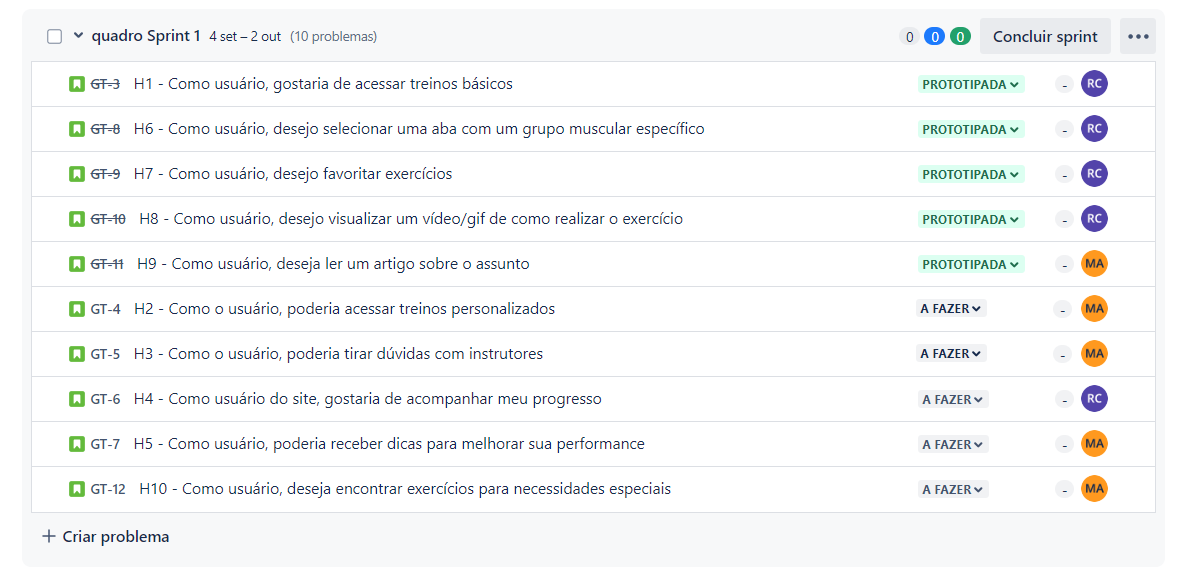 quadro Sprint 1 4 set – 2 out (10 problemas) 0 0 0 Concluir sprint
GT-3 H1 - Como usuário, gostaria de acessar treinos básicos PROTOTIPADA - RC
GT-8 H6 - Como usuário, desejo selecionar uma aba com um grupo muscular específico PROTOTIPADA - RC
GT-9 H7 - Como usuário, desejo favoritar exercícios PROTOTIPADA - RC
GT-10 H8 - Como usuário, desejo visualizar um vídeo/gif de como realizar o exercício PROTOTIPADA - RC
GT-11 H9 - Como usuário, deseja ler um artigo sobre o assunto PROTOTIPADA - MA
GT-4 H2 - Como o usuário, poderia acessar treinos personalizados A FAZER - MA
GT-5 H3 - Como o usuário, poderia tirar dúvidas com instrutores A FAZER - MA
GT-6 H4 - Como usuário do site, gostaria de acompanhar meu progresso A FAZER - RC
GT-7 H5 - Como usuário, poderia receber dicas para melhorar sua performance A FAZER - MA
GT-12 H10 - Como usuário, deseja encontrar exercícios para necessidades especiais A FAZER - MA
+ Criar problema